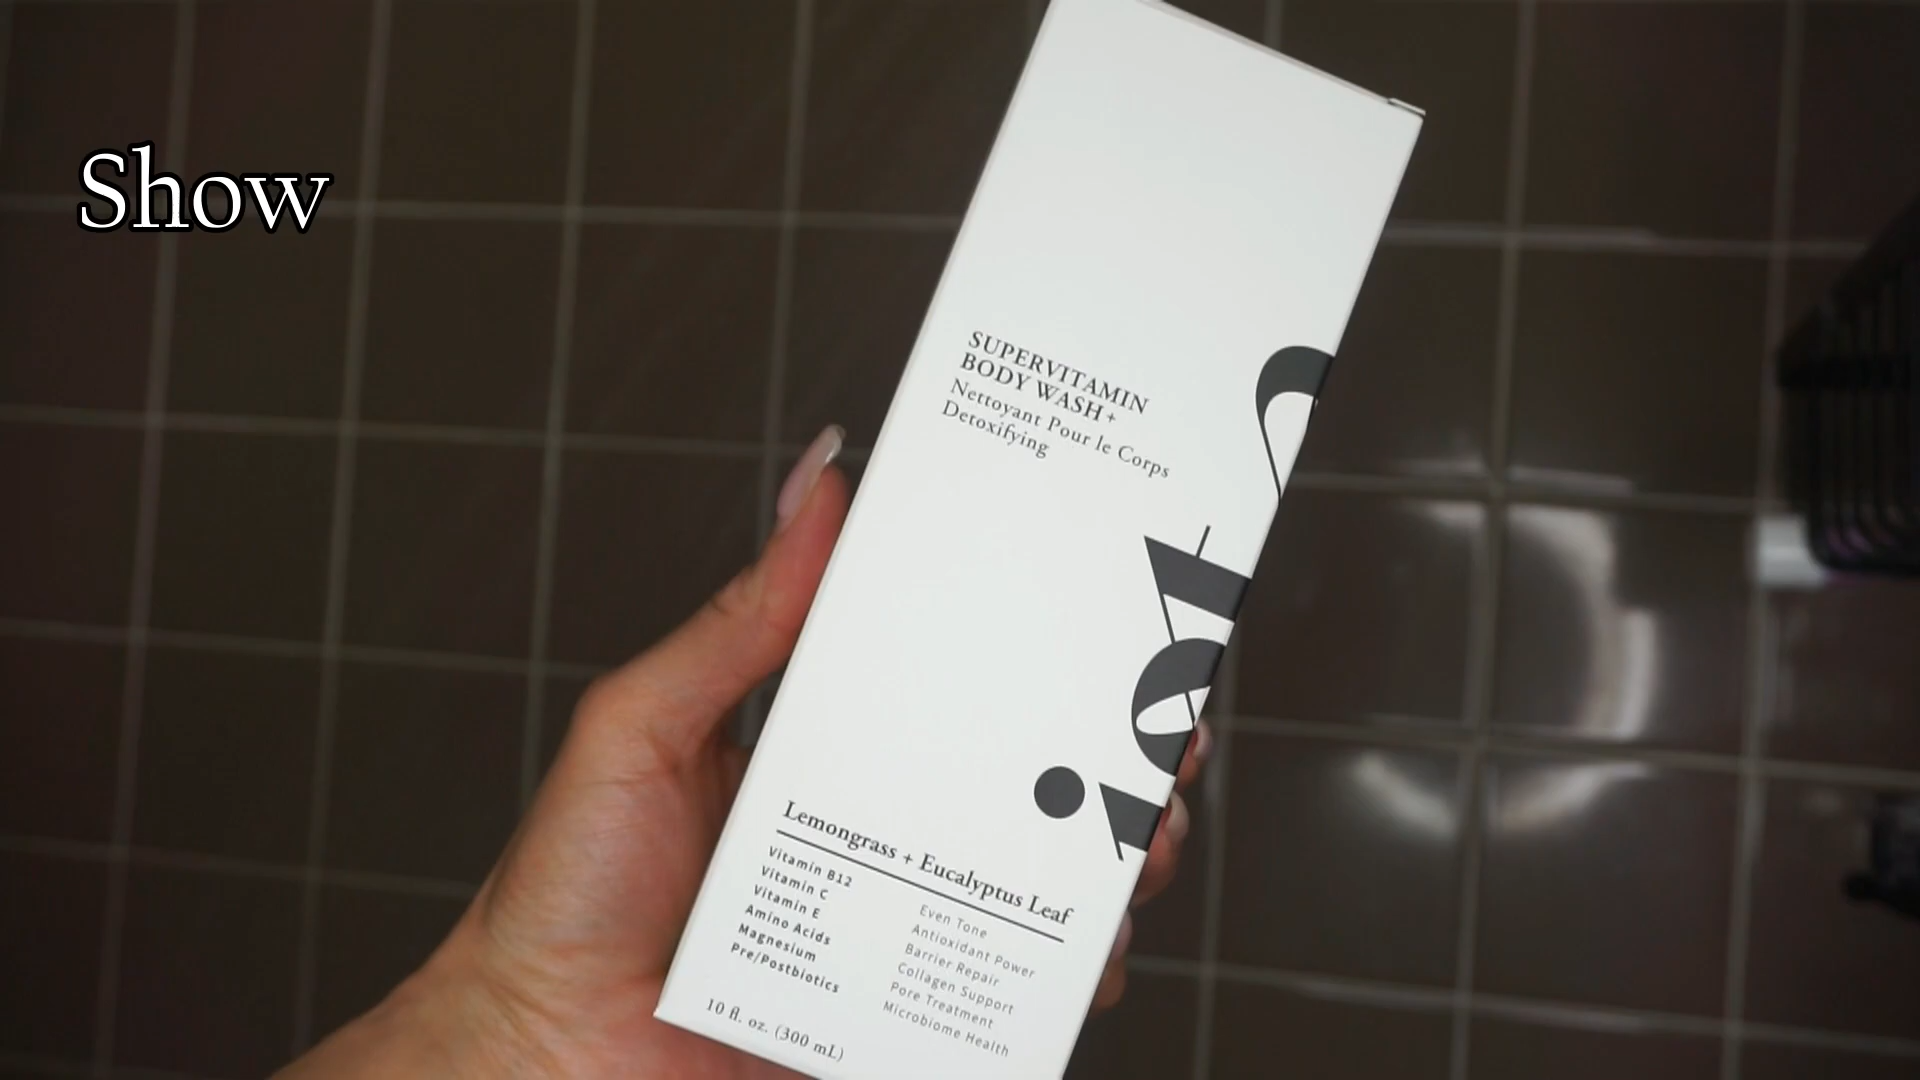 Show
SUPERVITAMIN
BODY WASH+
Nettoyant Pour le Corps
Detoxifying
Lemongrass + Eucalyptus Leaf
Vitamin B12
Vitamin C
Vitamin E
Amino Acids
Magnesium
Pre/Postbiotics
Even Tone
Antioxidant Power
Barrier Repair
Collagen Support
Pore Treatment
Microbiome Health
10 fl. oz. (300 mL)